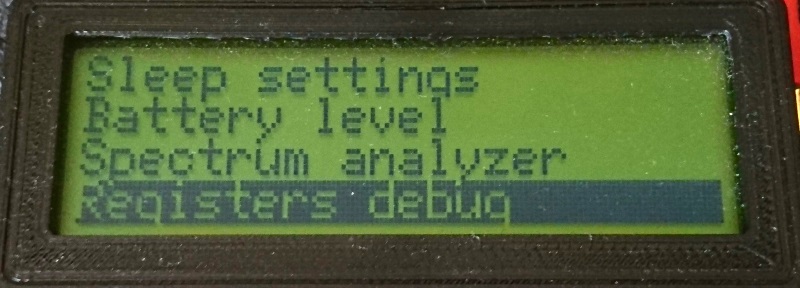 Sleep settings
Battery level
Spectrum analyzer
Registers debug